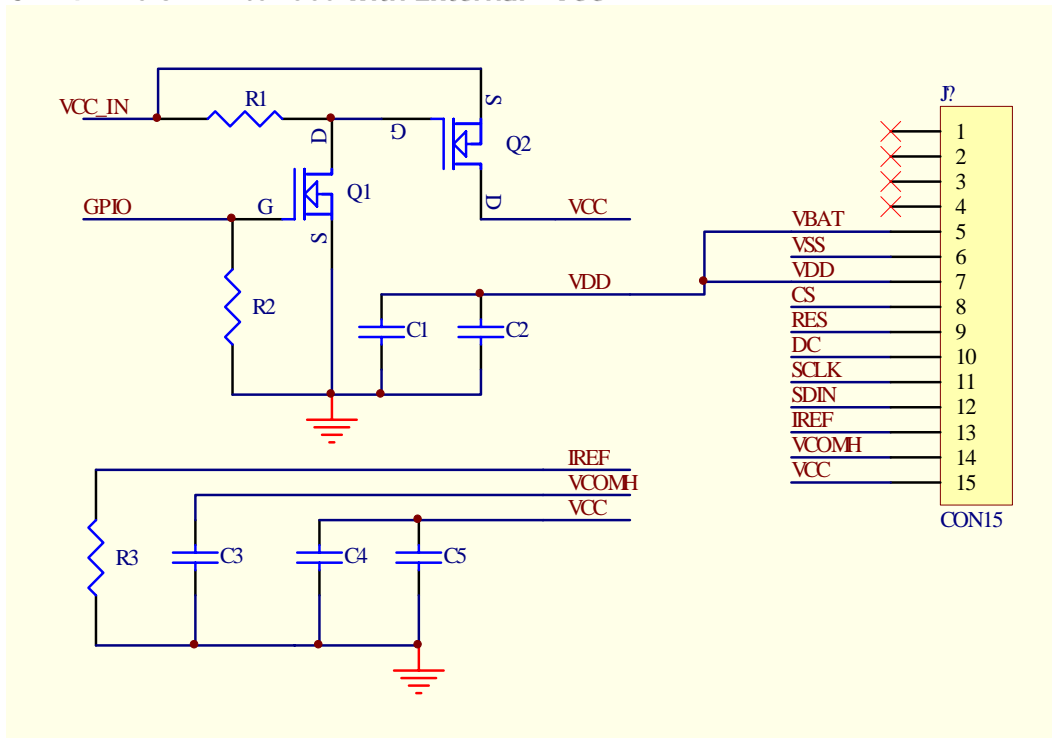 VCC_IN
R1
D
G
S
Q2
D
J?
GPIO
G
Q1
S
VCC
R2
VDD
C1
C2
1
2
3
4
VBAT 5
VSS 6
VDD 7
CS 8
RES 9
DC 10
SCLK 11
SDIN 12
IREF 13
VCOMH 14
VCC 15
CON15
IREF
VCOMH
VCC
R3
C3
C4
C5